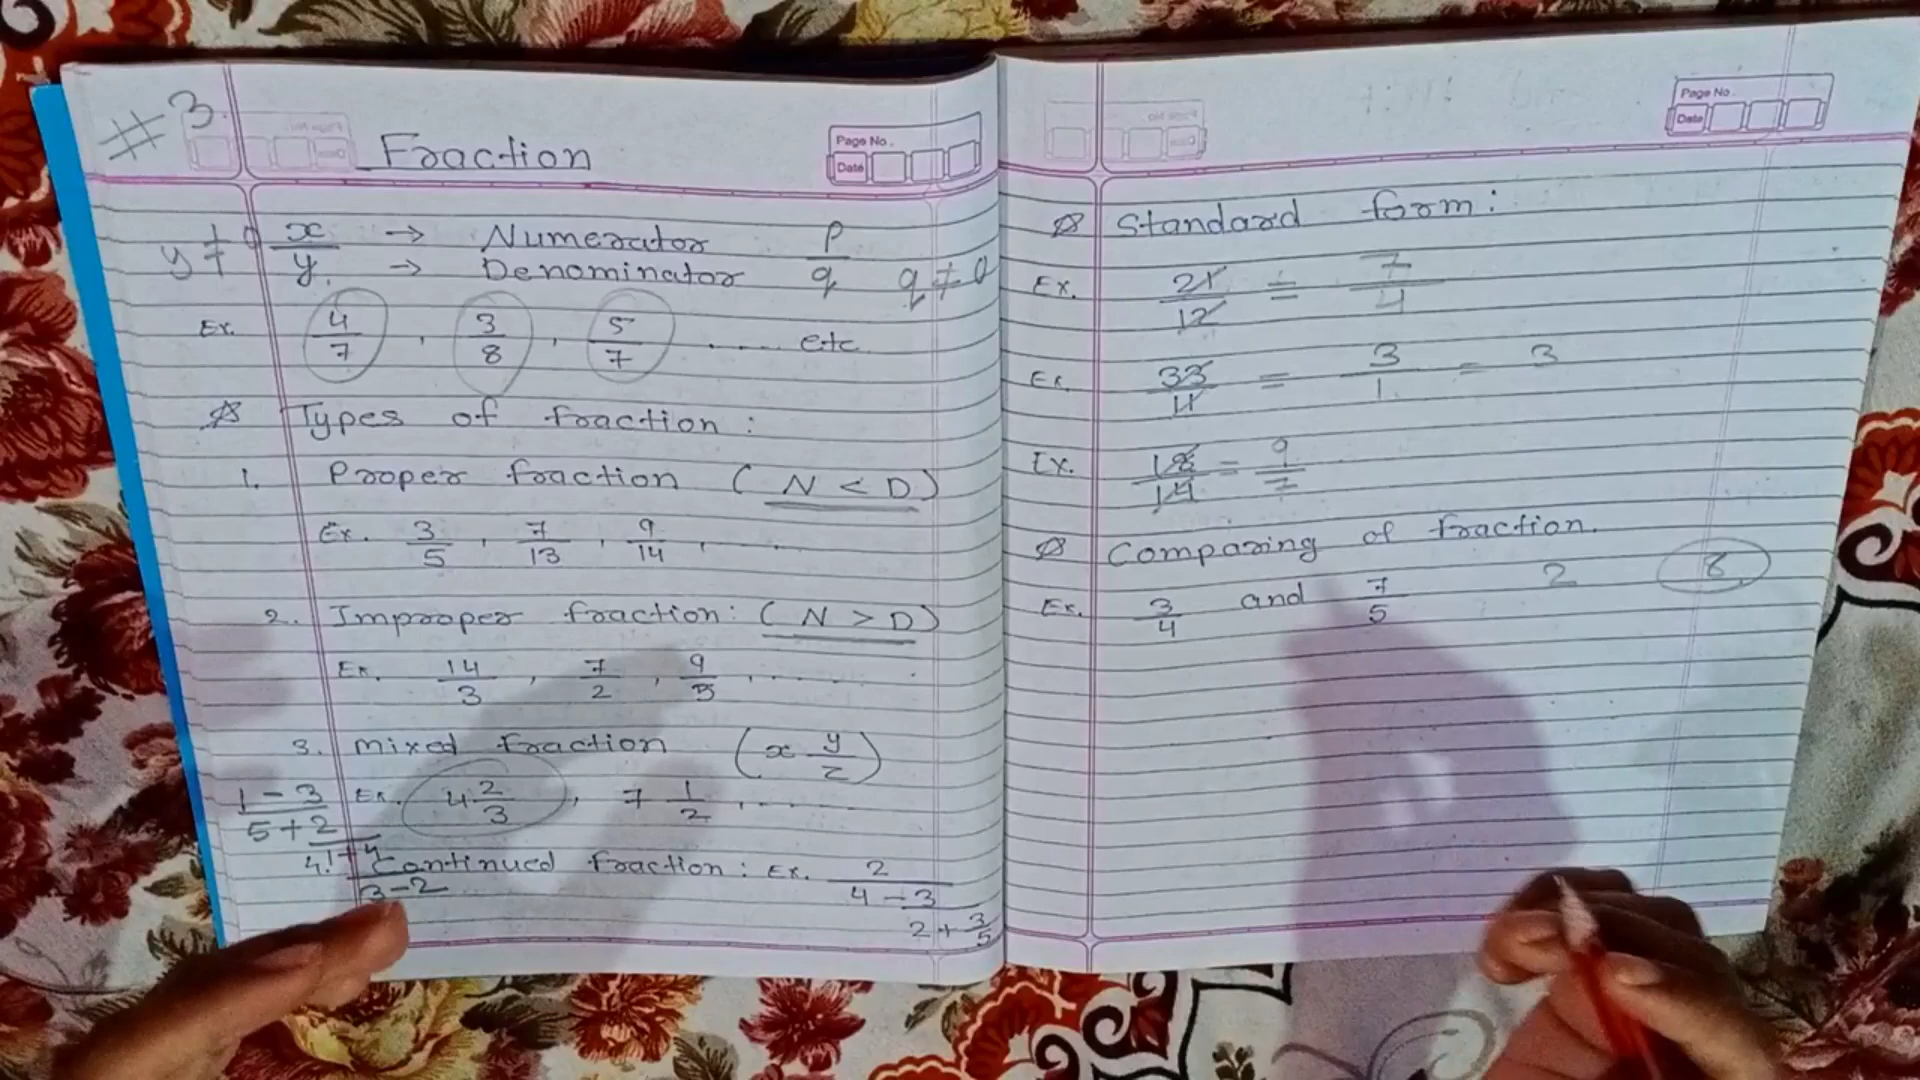 # 3.
Fraction
Page No.
Date
y ≠ 0 x/y → Numerator p/q q ≠ 0
→ Denominator
Ex. 4/7 , 3/8 , 5/7 ..... etc
Types of fraction :
1. Proper fraction ( N < D )
Ex. 3/5 , 7/13 , 9/14 , .....
2. Improper fraction : ( N > D )
Ex. 14/3 , 7/2 , 9/5 , .....
3. mixed fraction ( x y/z )
Ex. 4 2/3 , 7 1/2 , .....
1 - 3
5 + 2
4. Continued fraction : Ex. 2
4 - 3
3 - 2
2 + 3/5
Page No.
Date
Standard form :
Ex. 21/12 = 7/4
Ex. 33/11 = 3/1 = 3
Ex. 18/14 = 9/7
Comparing of fraction.
Ex. 3/4 and 7/5 2 8